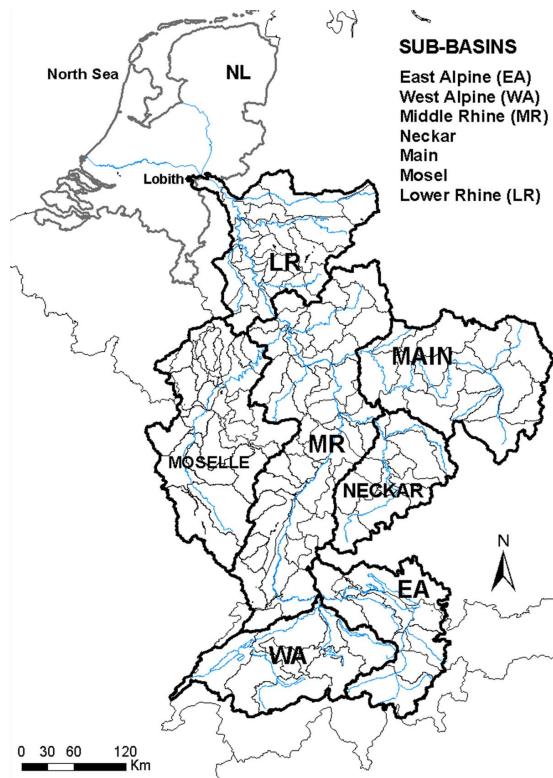 SUB-BASINS
North Sea
NL
East Alpine (EA)
West Alpine (WA)
Middle Rhine (MR)
Neckar
Main
Mosel
Lower Rhine (LR)
Lobith
LR
MAIN
MR
MOSELLE
NECKAR
N
EA
WA
0 30 60 120
Km